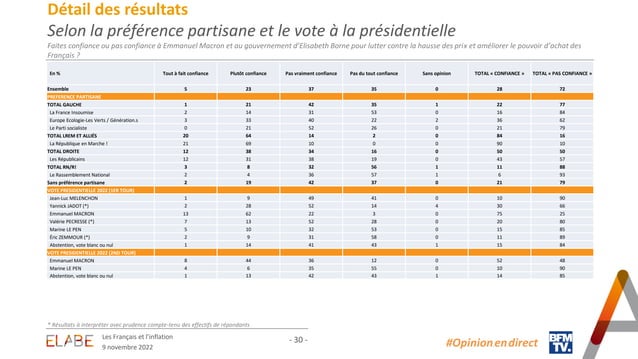 Détail des résultats
Selon la préférence partisane et le vote à la présidentielle
Faites confiance ou pas confiance à Emmanuel Macron et au gouvernement d'Elisabeth Borne pour lutter contre la hausse des prix et améliorer le pouvoir d'achat des
Français ?
En % Tout à fait confiance Plutôt confiance Pas vraiment confiance Pas du tout confiance Sans opinion TOTAL « CONFIANCE » TOTAL « PAS CONFIANCE »
Ensemble 5 23 37 35 0 28 72
PREFERENCE PARTISANE
TOTAL GAUCHE 1 21 42 35 1 22 77
La France Insoumise 2 14 31 53 0 16 84
Europe Ecologie-Les Verts / Génération.s 3 33 40 22 2 36 62
Le Parti socialiste 0 21 52 26 0 21 79
TOTAL LREM ET ALLIÉS 20 64 14 2 0 84 16
La République en Marche ! 21 69 10 0 0 90 10
TOTAL DROITE 12 38 34 16 0 50 50
Les Républicains 12 31 38 19 0 43 57
TOTAL RN/R! 3 8 32 56 1 11 88
Le Rassemblement National 2 4 36 57 1 6 93
Sans préférence partisane 2 19 42 37 0 21 79
VOTE PRESIDENTIELLE 2022 (1ER TOUR)
Jean-Luc MELENCHON 1 9 49 41 0 10 90
Yannick JADOT (*) 2 28 52 14 4 30 66
Emmanuel MACRON 13 62 22 3 0 75 25
Valérie PECRESSE (*) 7 13 52 28 0 20 80
Marine LE PEN 5 10 32 53 0 15 85
Eric ZEMMOUR (*) 2 9 31 58 0 11 89
Abstention, vote blanc ou nul 1 14 41 43 1 15 84
VOTE PRESIDENTIELLE 2022 (2ND TOUR)
Emmanuel MACRON 8 44 36 12 0 52 48
Marine LE PEN 4 6 35 55 0 10 90
Abstention, vote blanc ou nul 1 13 42 43 1 14 85
* Résultats à interpréter avec prudence compte-tenu des effectifs de répondants
ELABE
Les Français et l'inflation
9 novembre 2022
- 30 -
#Opinion en direct
BFM
TV.